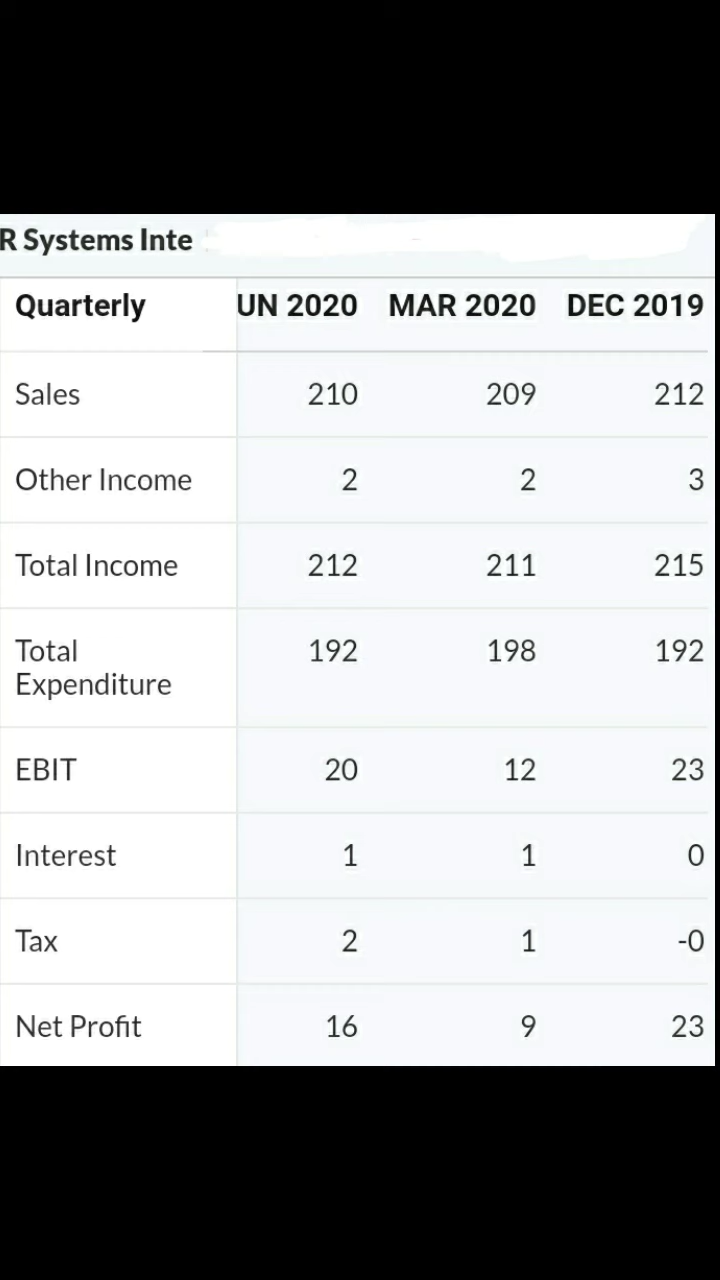 R Systems Inte
Quarterly UN 2020 MAR 2020 DEC 2019
Sales 210 209 212
Other Income 2 2 3
Total Income 212 211 215
Total 192 198 192
Expenditure
EBIT 20 12 23
Interest 1 1 0
Tax 2 1 -0
Net Profit 16 9 23